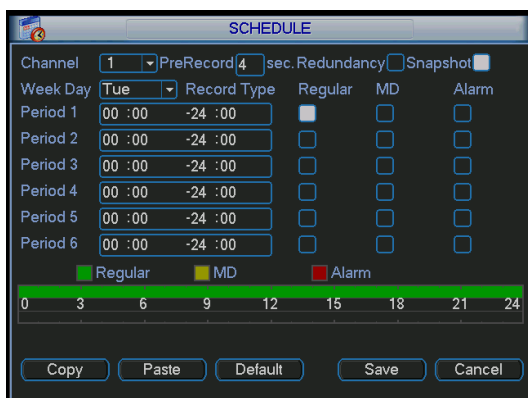 SCHEDULE
Channel 1 PreRecord 4 sec. Redundancy Snapshot
Week Day Tue Record Type Regular MD Alarm
Period 1 00 :00 -24 :00
Period 2 00 :00 -24 :00
Period 3 00 :00 -24 :00
Period 4 00 :00 -24 :00
Period 5 00 :00 -24 :00
Period 6 00 :00 -24 :00
Regular MD Alarm
0 3 6 9 12 15 18 21 24
Copy Paste Default Save Cancel